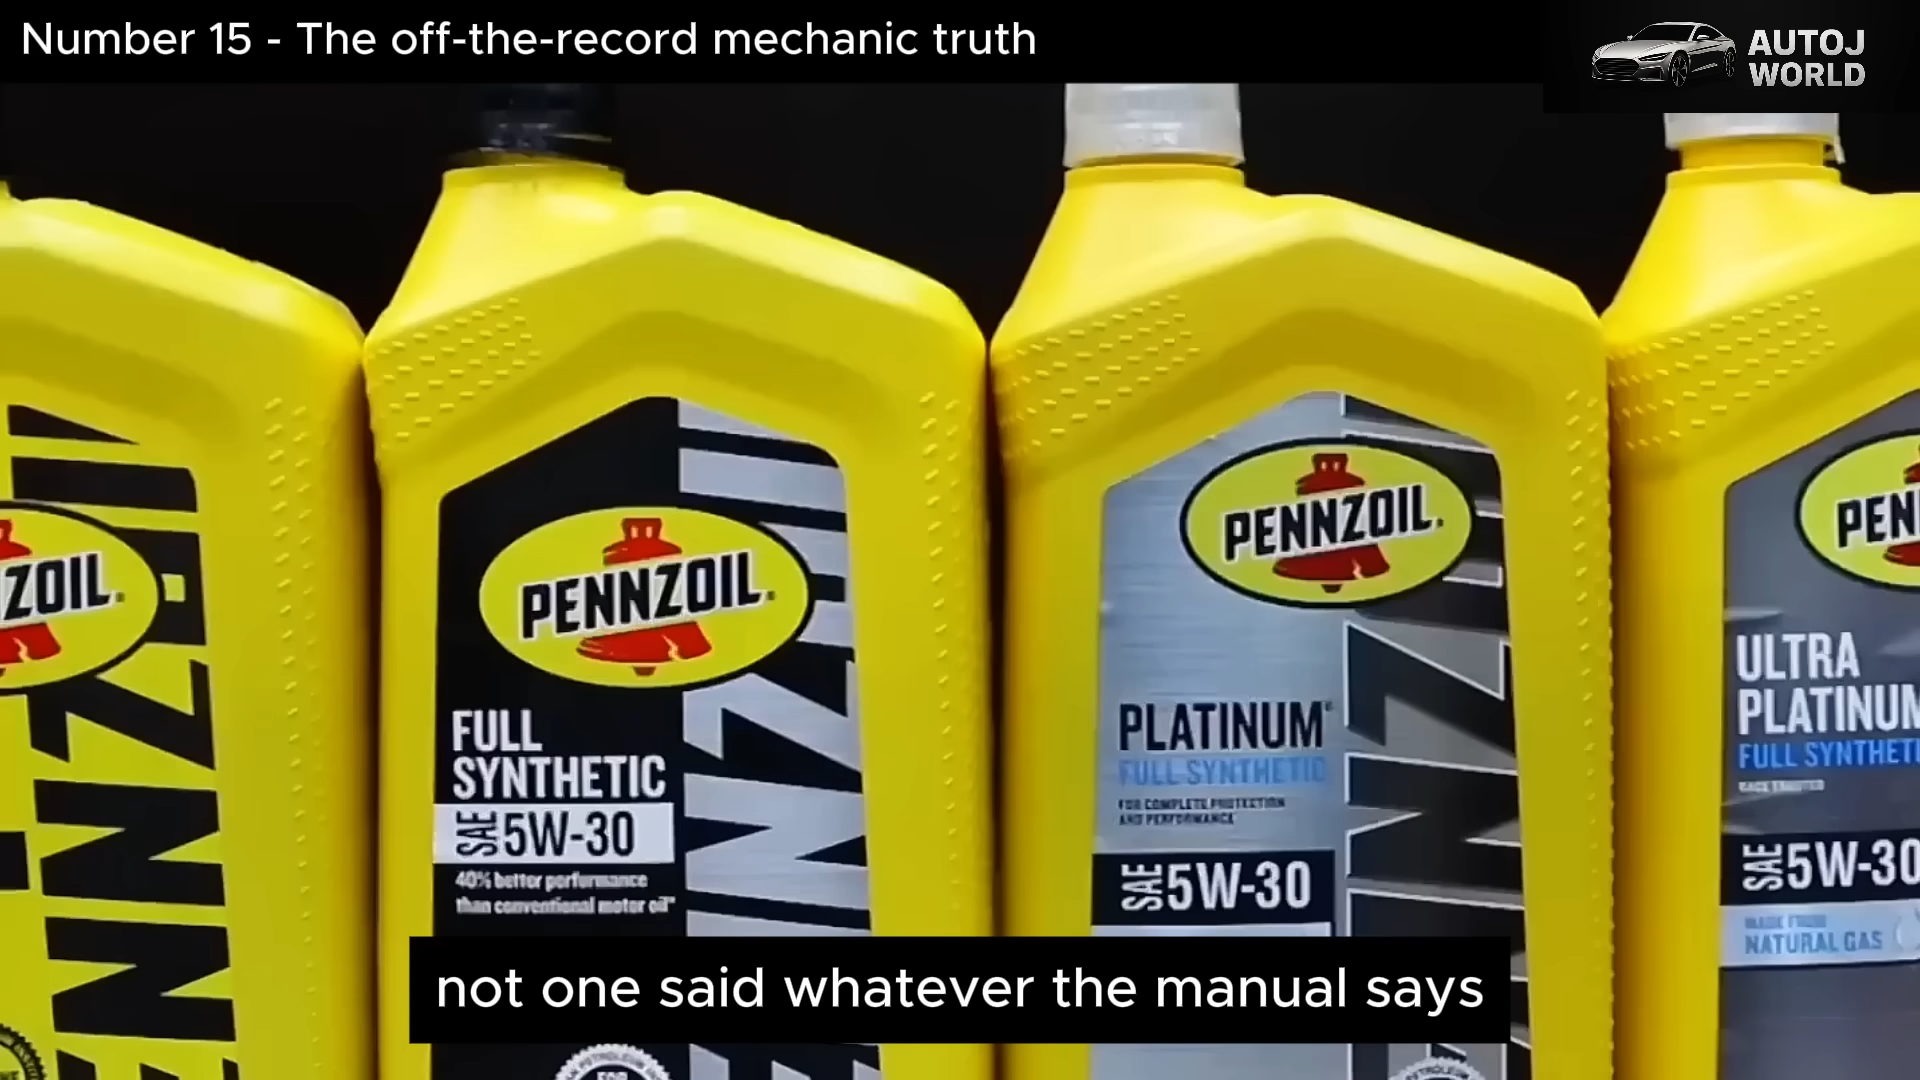 Number 15 - The off-the-record mechanic truth
AUTOJ
WORLD
ZOIL.
PENNZOIL.
FULL
SYNTHETIC
SAE 5W-30
40% better performance
than conventional motor oil*
PENNZOIL.
PLATINUM®
FULL SYNTHETIC
FOR COMPLETE PROTECTION
AND PERFORMANCE
SAE 5W-30
PEN
ULTRA
PLATINUM
FULL SYNTHETI
SAE 5W-30
MADE FROM
NATURAL GAS
not one said whatever the manual says